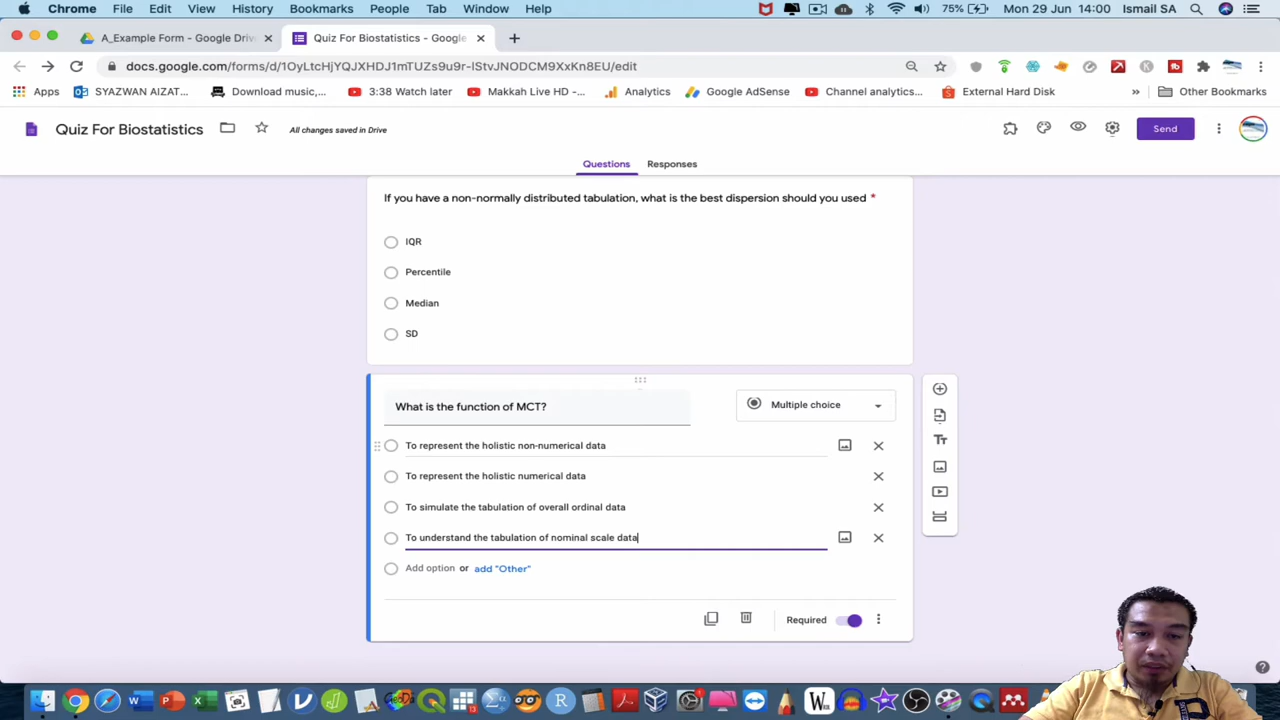 Chrome File Edit View History Bookmarks People Tab Window Help 75% Mon 29 Jun 14:00 Ismail SA
A_Example Form - Google Driv Quiz For Biostatistics - Google
docs.google.com/forms/d/1OyLtcHjYQJXHDJ1mTUZs9u9r-lStvJNODCM9XxKn8EU/edit
Apps SYAZWAN AIZAT... Download music,... 3:38 Watch later Makkah Live HD -... Analytics Google AdSense Channel analytics... External Hard Disk » Other Bookmarks
Quiz For Biostatistics All changes saved in Drive Send
Questions Responses
If you have a non-normally distributed tabulation, what is the best dispersion should you used *
IQR
Percentile
Median
SD
What is the function of MCT? Multiple choice
To represent the holistic non-numerical data
To represent the holistic numerical data
To simulate the tabulation of overall ordinal data
To understand the tabulation of nominal scale data
Add option or add "Other"
Required